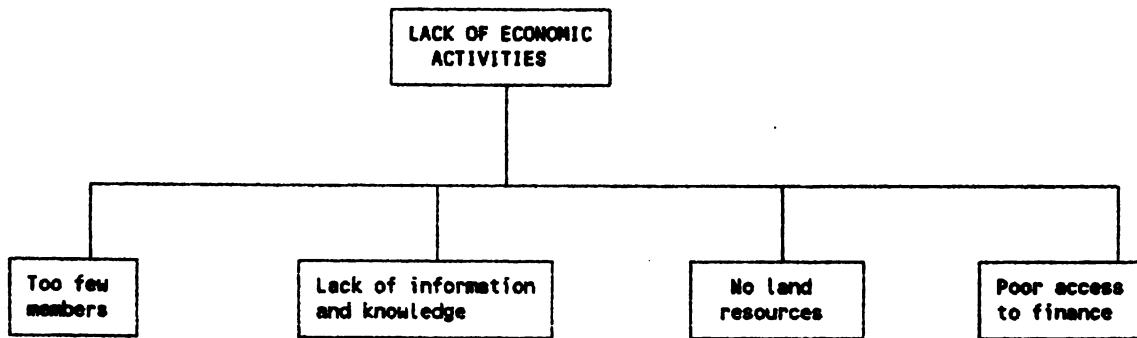 LACK OF ECONOMIC
ACTIVITIES
Too few
members
Lack of information
and knowledge
No land
resources
Poor access
to finance